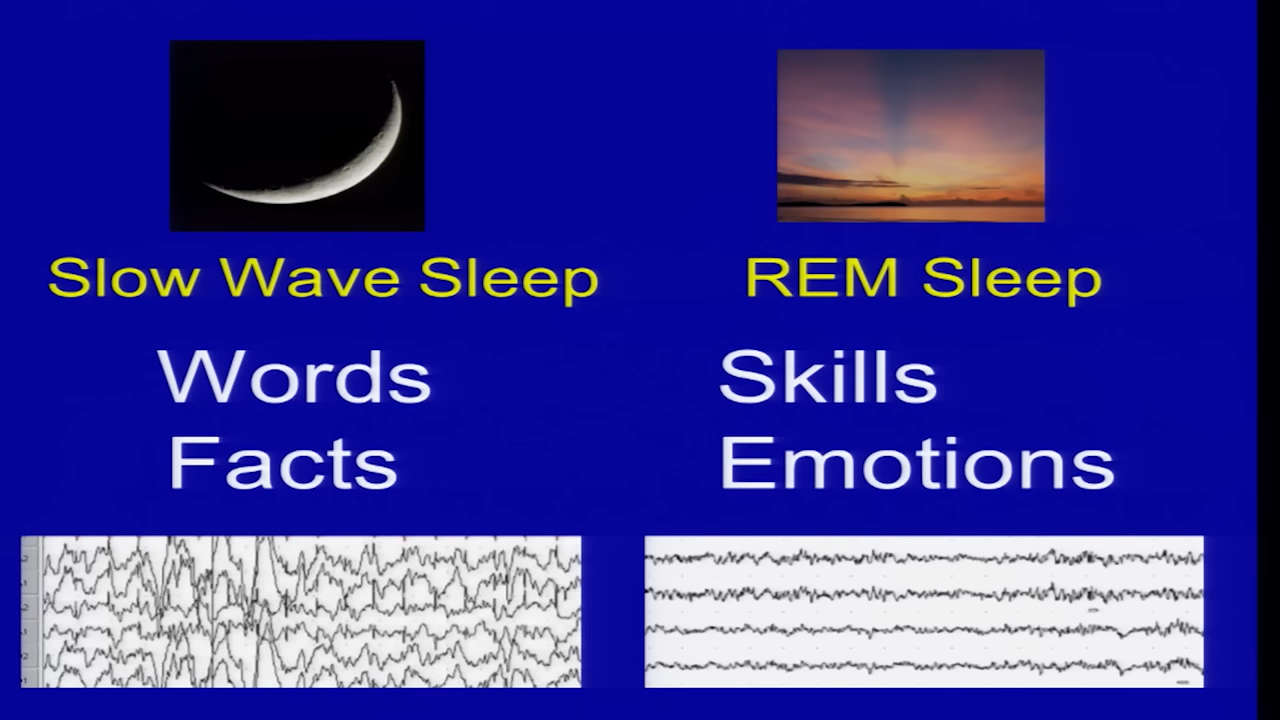 Slow Wave Sleep
Words
Facts
REM Sleep
Skills
Emotions